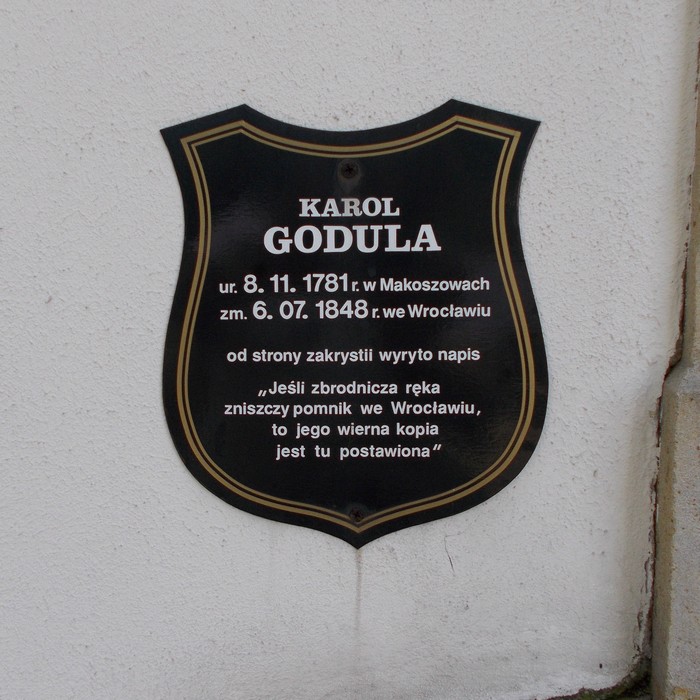 KAROL
GODULA
ur. 8. 11. 1781 r. w Makoszowach
zm. 6. 07. 1848 r. we Wrocławiu
od strony zakrystii wyryto napis
„Jeśli zbrodnicza ręka
zniszczy pomnik we Wrocławiu,
to jego wierna kopia
jest tu postawiona”